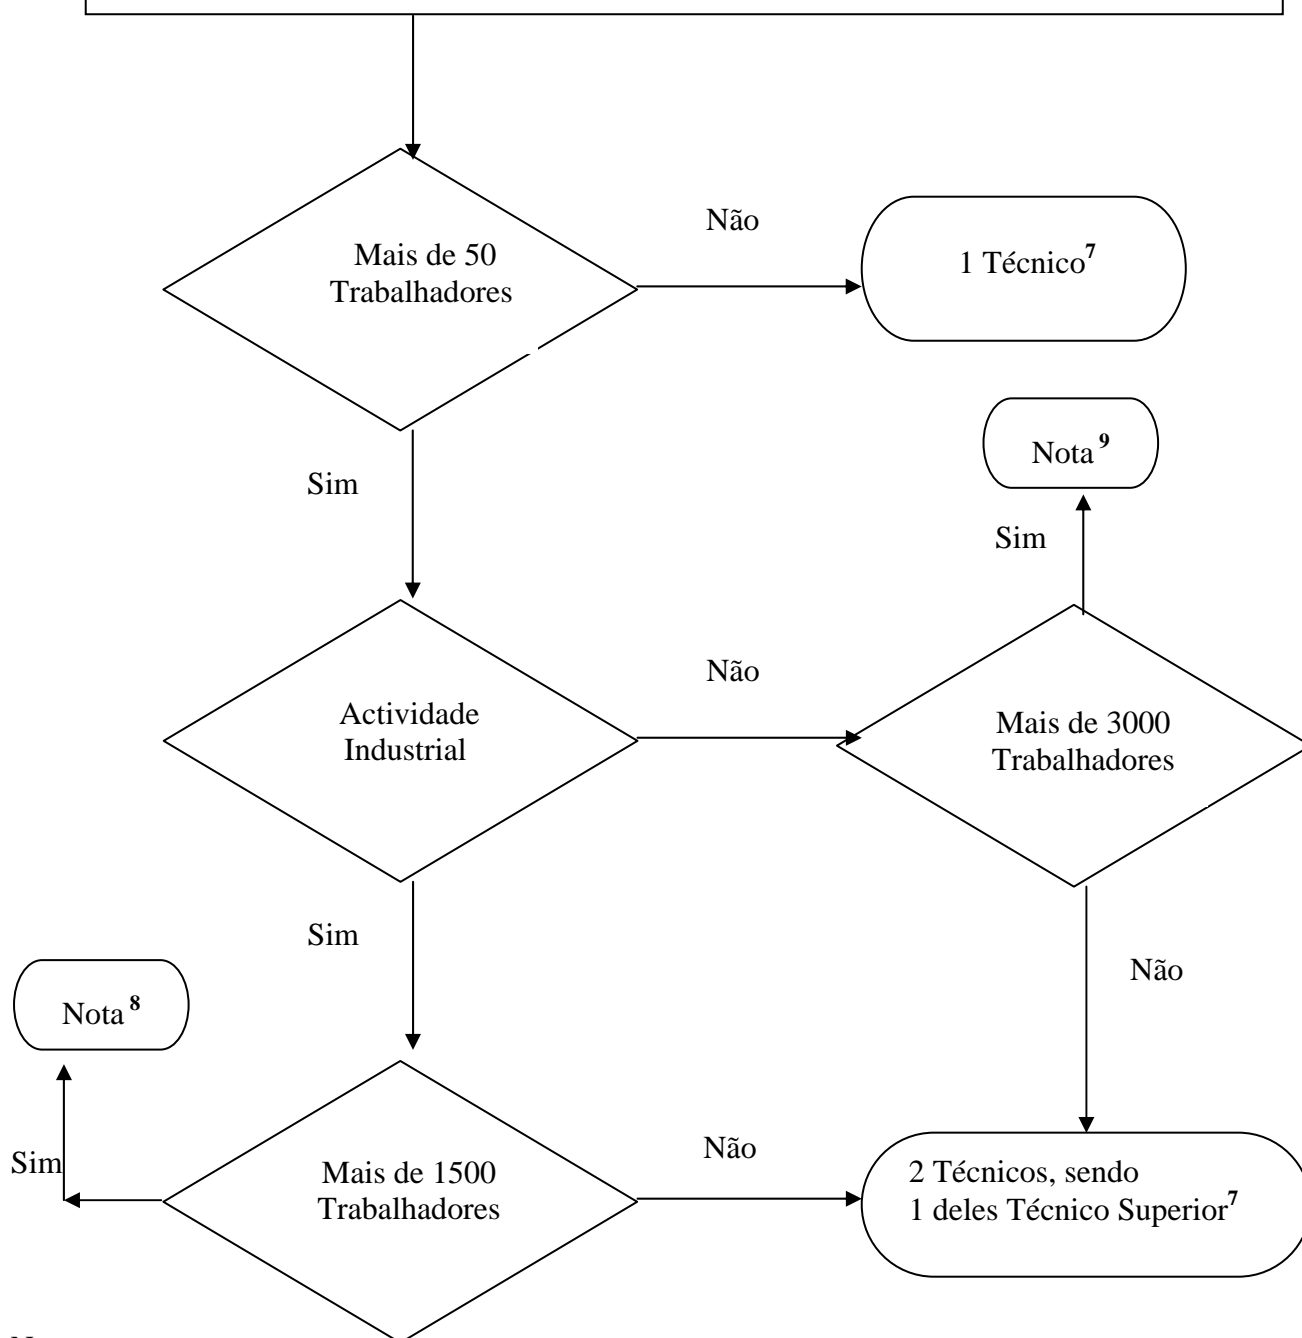 Não
Mais de 50
Trabalhadores
1 Técnico7
Sim
Nota 9
Sim
Não
Actividade
Industrial
Mais de 3000
Trabalhadores
Sim
Não
Nota 8
Sim
Mais de 1500
Trabalhadores
Não
2 Técnicos, sendo
1 deles Técnico Superior7